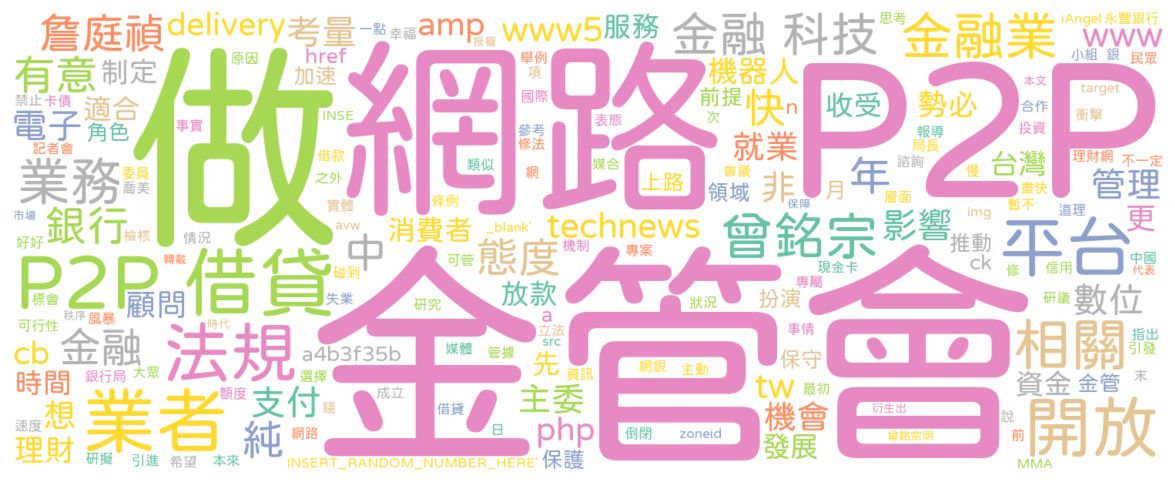 詹庭禎
delivery
考量
amp
www5
服務
金融 科技
思考
金融業
iAngel
永豐銀行
www
一點
幸福
授權
原因
href
舉例
項
小組
銀
民眾
有意
制定
加速
機器人
本文
target
禁止
卡債
適合
做
網路
P2P
國際
前提
快
n
收受
勢必
合作
衝擊
電子
角色
事實
INSE
表態
次
參考
修法
報導
投資
記者會
借款
就業
局長
諮詢
台灣
理財網
不一定
業務
委員
喬美
之外
類似
網
媒合
上路
會議
領域
非
月
年
層面
慢
盡快
暫不
管理
條例
實體
保障
道理
市場
銀行
檢核
情況
avw
消費者
_blank'
technews
曾銘宗
影響
img
更
好好
轉載
中
態度
機制
專案
推動
平台
修
信用
中國
代表
P2P 借貸
碰到
可管
現金卡
ck
標會
顧問
失業
研究
放款
狀況
扮演
專屬
研議
數位
可行性
秩序
風暴
時代
金管會
a
立法
事情
指出
引發
cb
金融
法規
a4b3f35b
媒體
管據
先
src
保守
相關
時間
銀行局
大眾
選擇
資訊
網銀
主動
tw
最初
資金
金管
末
想
業者
額度
支付
成立
錢
借貸
主委
機會
衍生出
說
開放
速度
理財
純
網路
日
php
倒閉
zoneid
發展
曾銘宗明
前
研擬
引進
希望
本來
INSERT_RANDOM_NUMBER_HERE'
保護
MMA